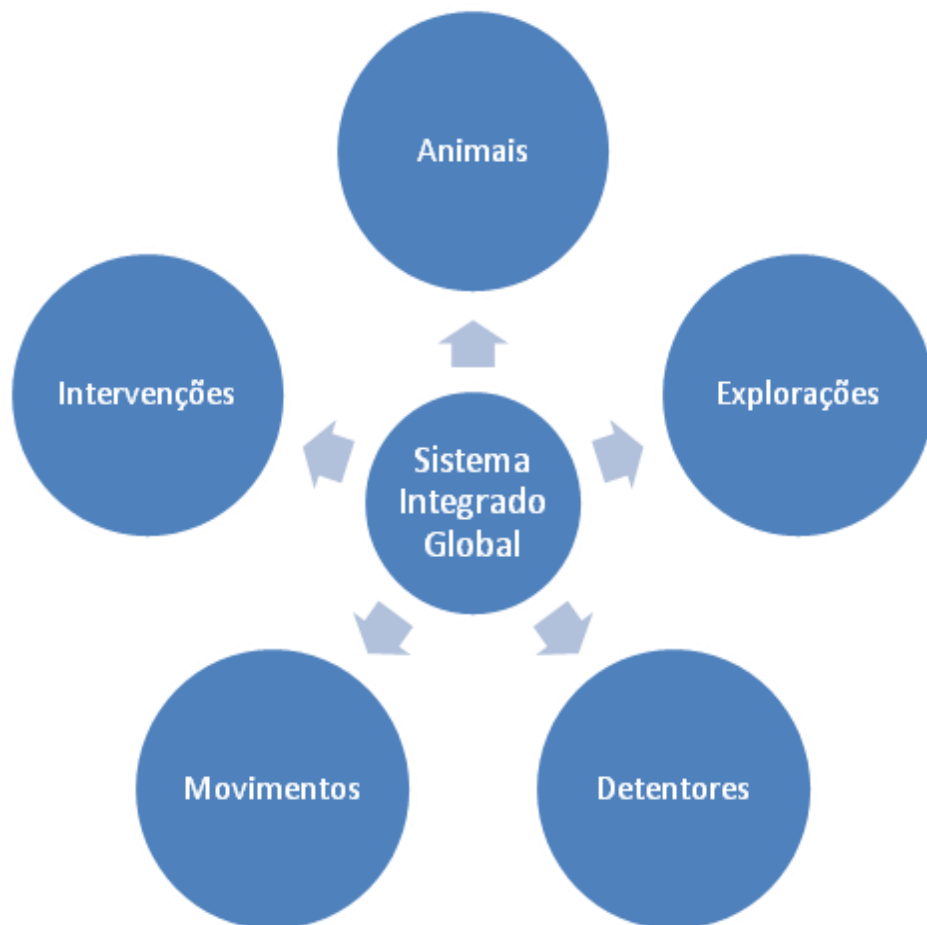 Animais
Intervenções
Explorações
Sistema
Integrado
Global
Movimentos
Detentores